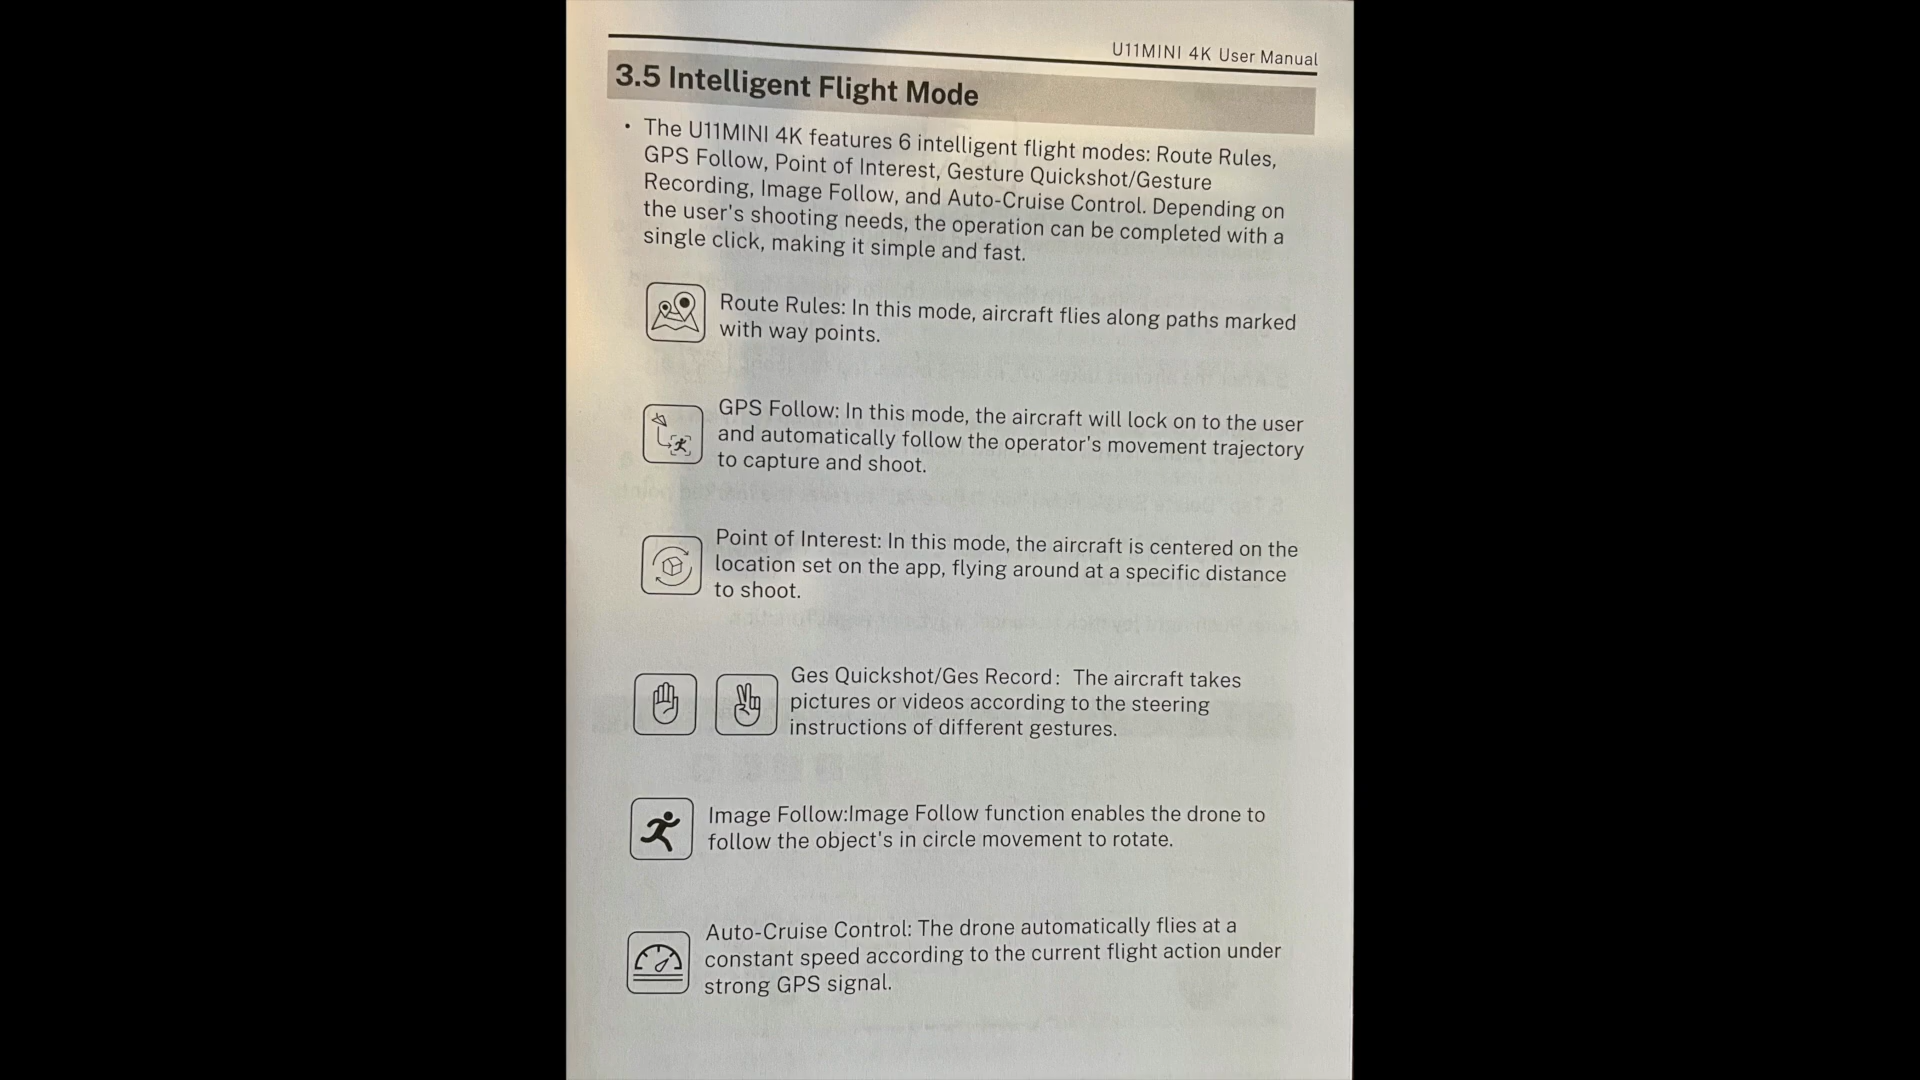 U11MINI 4K User Manual
3.5 Intelligent Flight Mode
• The U11MINI 4K features 6 intelligent flight modes: Route Rules,
GPS Follow, Point of Interest, Gesture Quickshot/Gesture
Recording, Image Follow, and Auto-Cruise Control. Depending on
the user's shooting needs, the operation can be completed with a
single click, making it simple and fast.
Route Rules: In this mode, aircraft flies along paths marked
with way points.
GPS Follow: In this mode, the aircraft will lock on to the user
and automatically follow the operator's movement trajectory
to capture and shoot.
Point of Interest: In this mode, the aircraft is centered on the
location set on the app, flying around at a specific distance
to shoot.
Ges Quickshot/Ges Record: The aircraft takes
pictures or videos according to the steering
instructions of different gestures.
Image Follow:Image Follow function enables the drone to
follow the object's in circle movement to rotate.
Auto-Cruise Control: The drone automatically flies at a
constant speed according to the current flight action under
strong GPS signal.